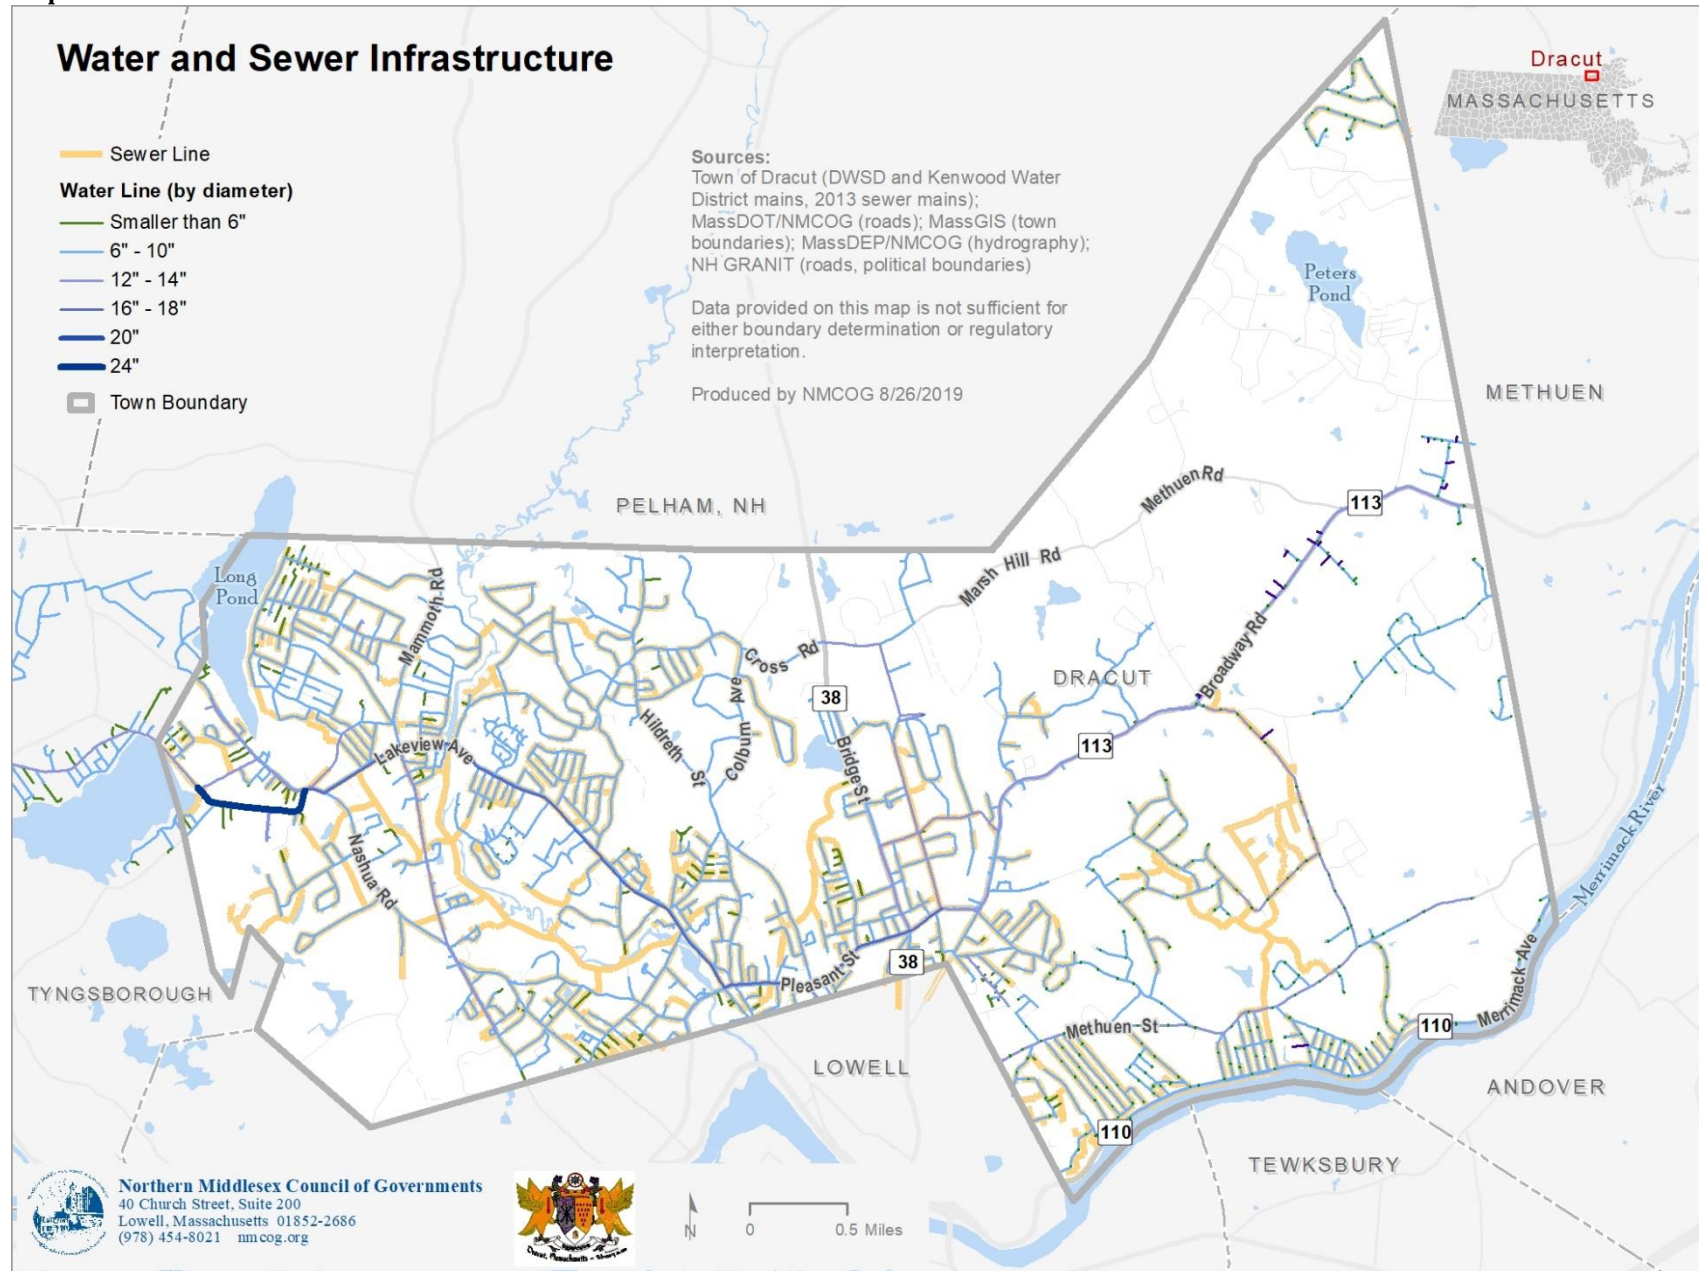 Water and Sewer Infrastructure
Sewer Line
Water Line (by diameter)
Smaller than 6"
6" - 10"
12" - 14"
16" - 18"
20"
24"
Town Boundary
Sources:
Town of Dracut (DWSD and Kenwood Water
District mains, 2013 sewer mains);
MassDOT/NMCOG (roads); MassGIS (town
boundaries); MassDEP/NMCOG (hydrography);
NH GRANIT (roads, political boundaries)
Data provided on this map is not sufficient for
either boundary determination or regulatory
interpretation.
Produced by NMCOG 8/26/2019
Dracut
MASSACHUSETTS
Peters
Pond
METHUEN
PELHAM, NH
Methuen Rd
113
Long
Pond
Mammoth Rd
Marsh Hill Rd
Cross Rd
Broadway Rd
DRACUT
38
Hildreth St
Colburn Ave
Lakeview Ave
Bridge St
113
Merrimack River
Nashua Rd
TYNGSBOROUGH
Pleasant St
38
Methuen St
110
Merrimack Ave
LOWELL
ANDOVER
110
TEWKSBURY
Northern Middlesex Council of Governments
40 Church Street, Suite 200
Lowell, Massachusetts 01852-2686
(978) 454-8021 nmcog.org
N
0
0.5 Miles